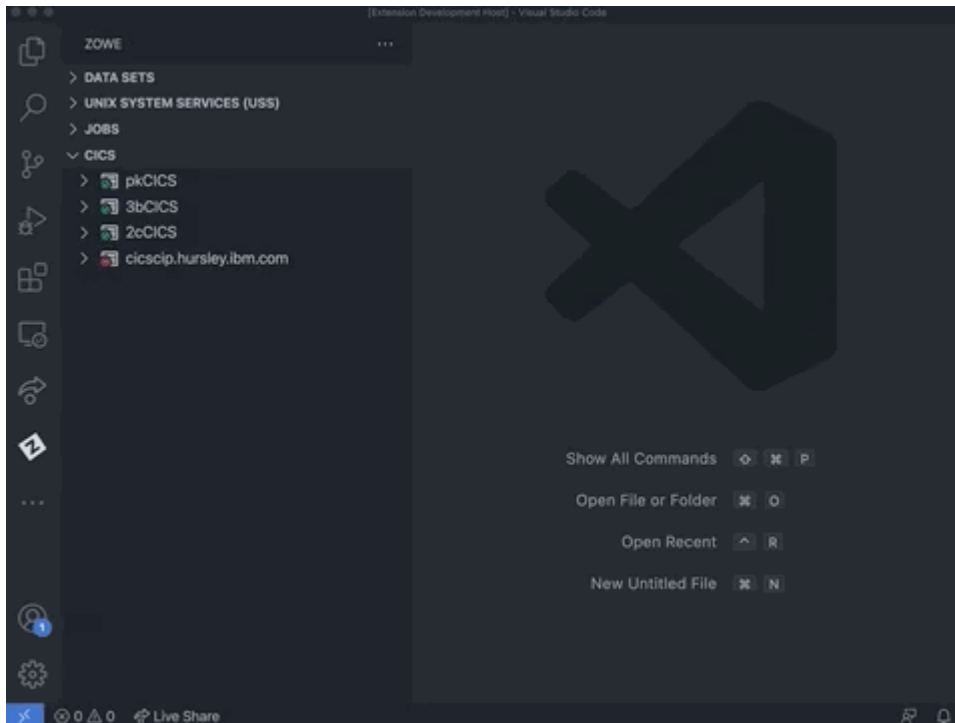 [Extension Development Host] - Visual Studio Code
ZOWE
DATA SETS
UNIX SYSTEM SERVICES (USS)
JOBS
CICS
pkCICS
3bCICS
2cCICS
cicscip.hursley.ibm.com
Show All Commands ⇧ ⌘ P
Open File or Folder ⌘ O
Open Recent ^ R
New Untitled File ⌘ N
1
0 0 Live Share